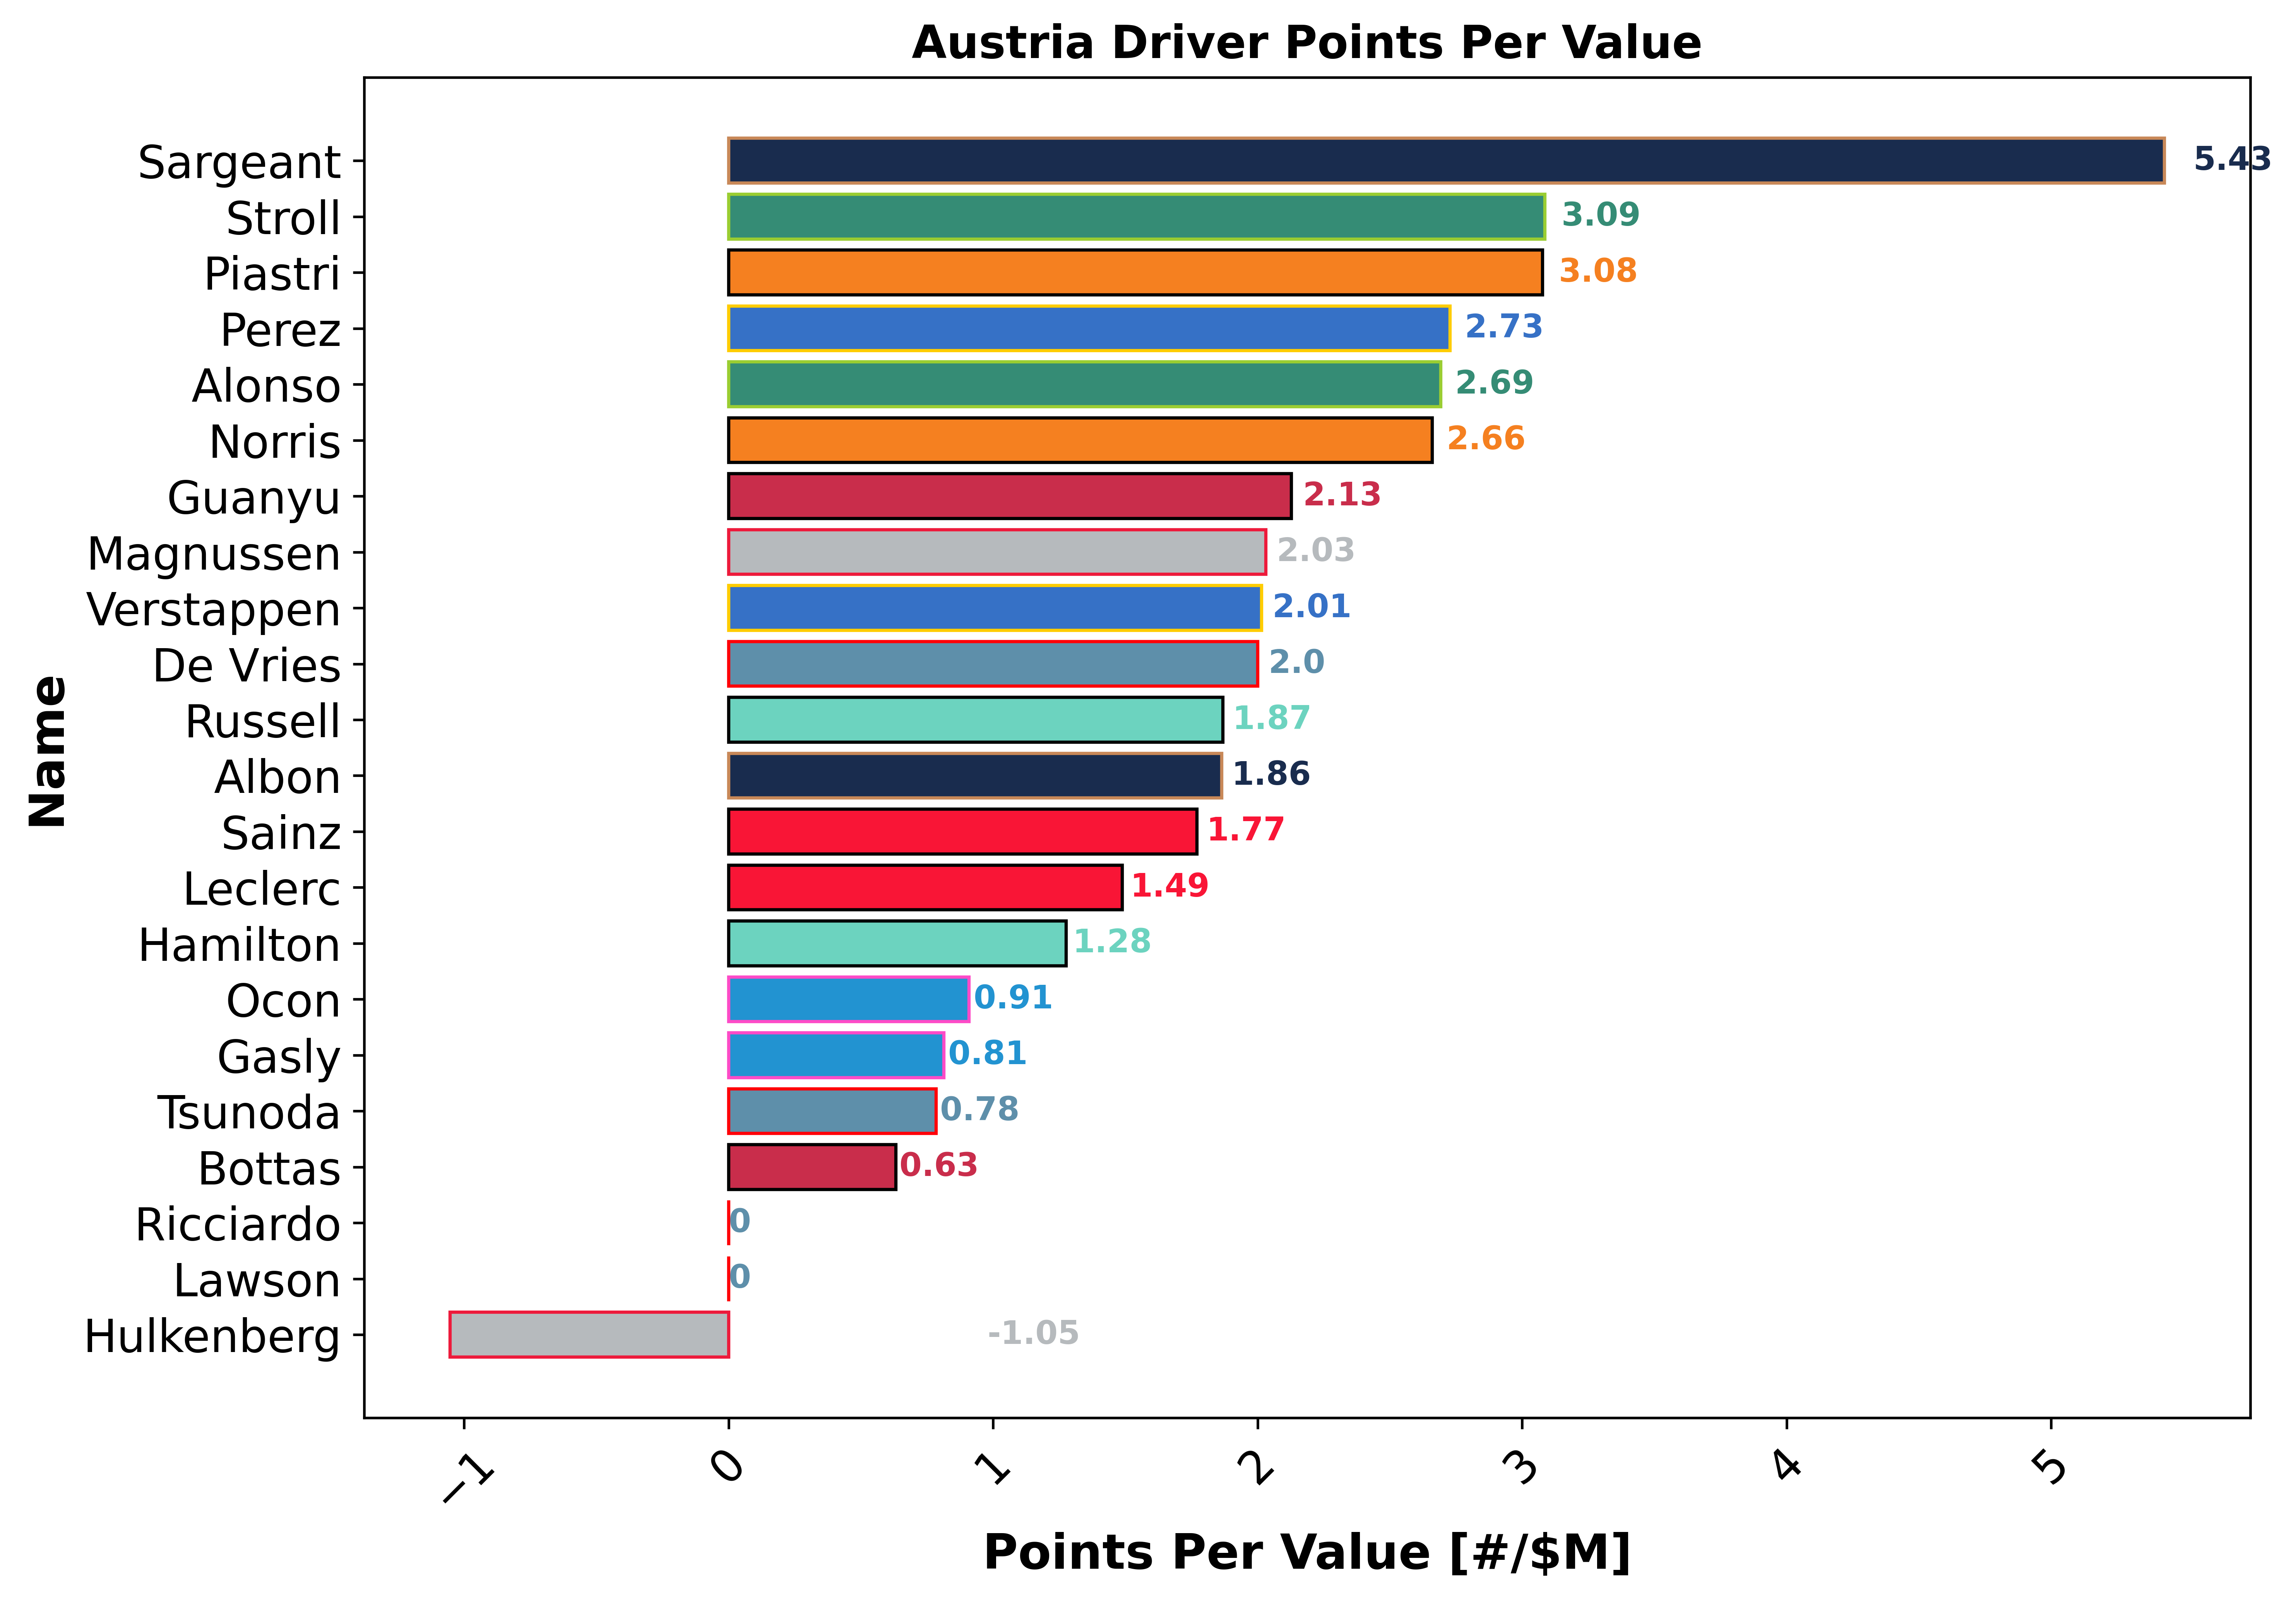 Austria Driver Points Per Value
Sargeant 5.43
Stroll 3.09
Piastri 3.08
Perez 2.73
Alonso 2.69
Norris 2.66
Guanyu 2.13
Magnussen 2.03
Verstappen 2.01
De Vries 2.0
Russell 1.87
Albon 1.86
Sainz 1.77
Leclerc 1.49
Hamilton 1.28
Ocon 0.91
Gasly 0.81
Tsunoda 0.78
Bottas 0.63
Ricciardo 0
Lawson 0
Hulkenberg -1.05
Name
−1 0 1 2 3 4 5
Points Per Value [#/$M]